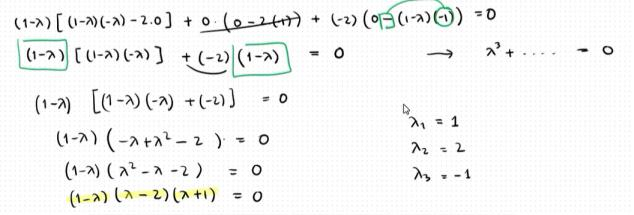 (1-λ)[(1-λ)(-λ) - 2.0] + 0.(0-2(1)) + (-2)(0-(1-λ)(-1)) = 0
(1-λ) [(1-λ)(-λ)] + (-2)(1-λ) = 0 → λ³ + .... = 0
(1-λ) [(1-λ)(-λ) + (-2)] = 0
(1-λ) (-λ+λ²-2) = 0
(1-λ) (λ²-λ-2) = 0
(1-λ) (λ-2)(λ+1) = 0
λ₁ = 1
λ₂ = 2
λ₃ = -1